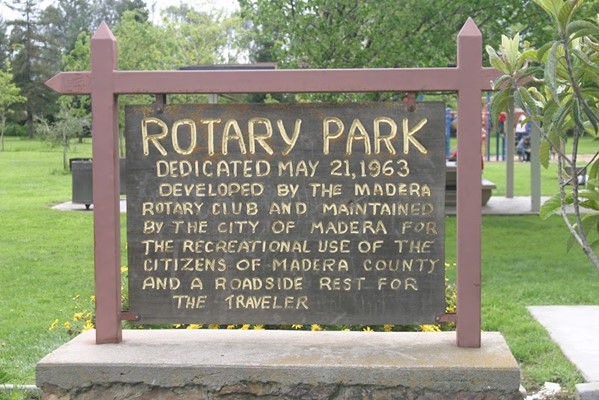 ROTARY PARK
DEDICATED MAY 21, 1963
DEVELOPED BY THE MADERA
ROTARY CLUB AND MAINTAINED
BY THE CITY OF MADERA FOR
THE RECREATIONAL USE OF THE
CITIZENS OF MADERA COUNTY
AND A ROADSIDE REST FOR
THE TRAVELER